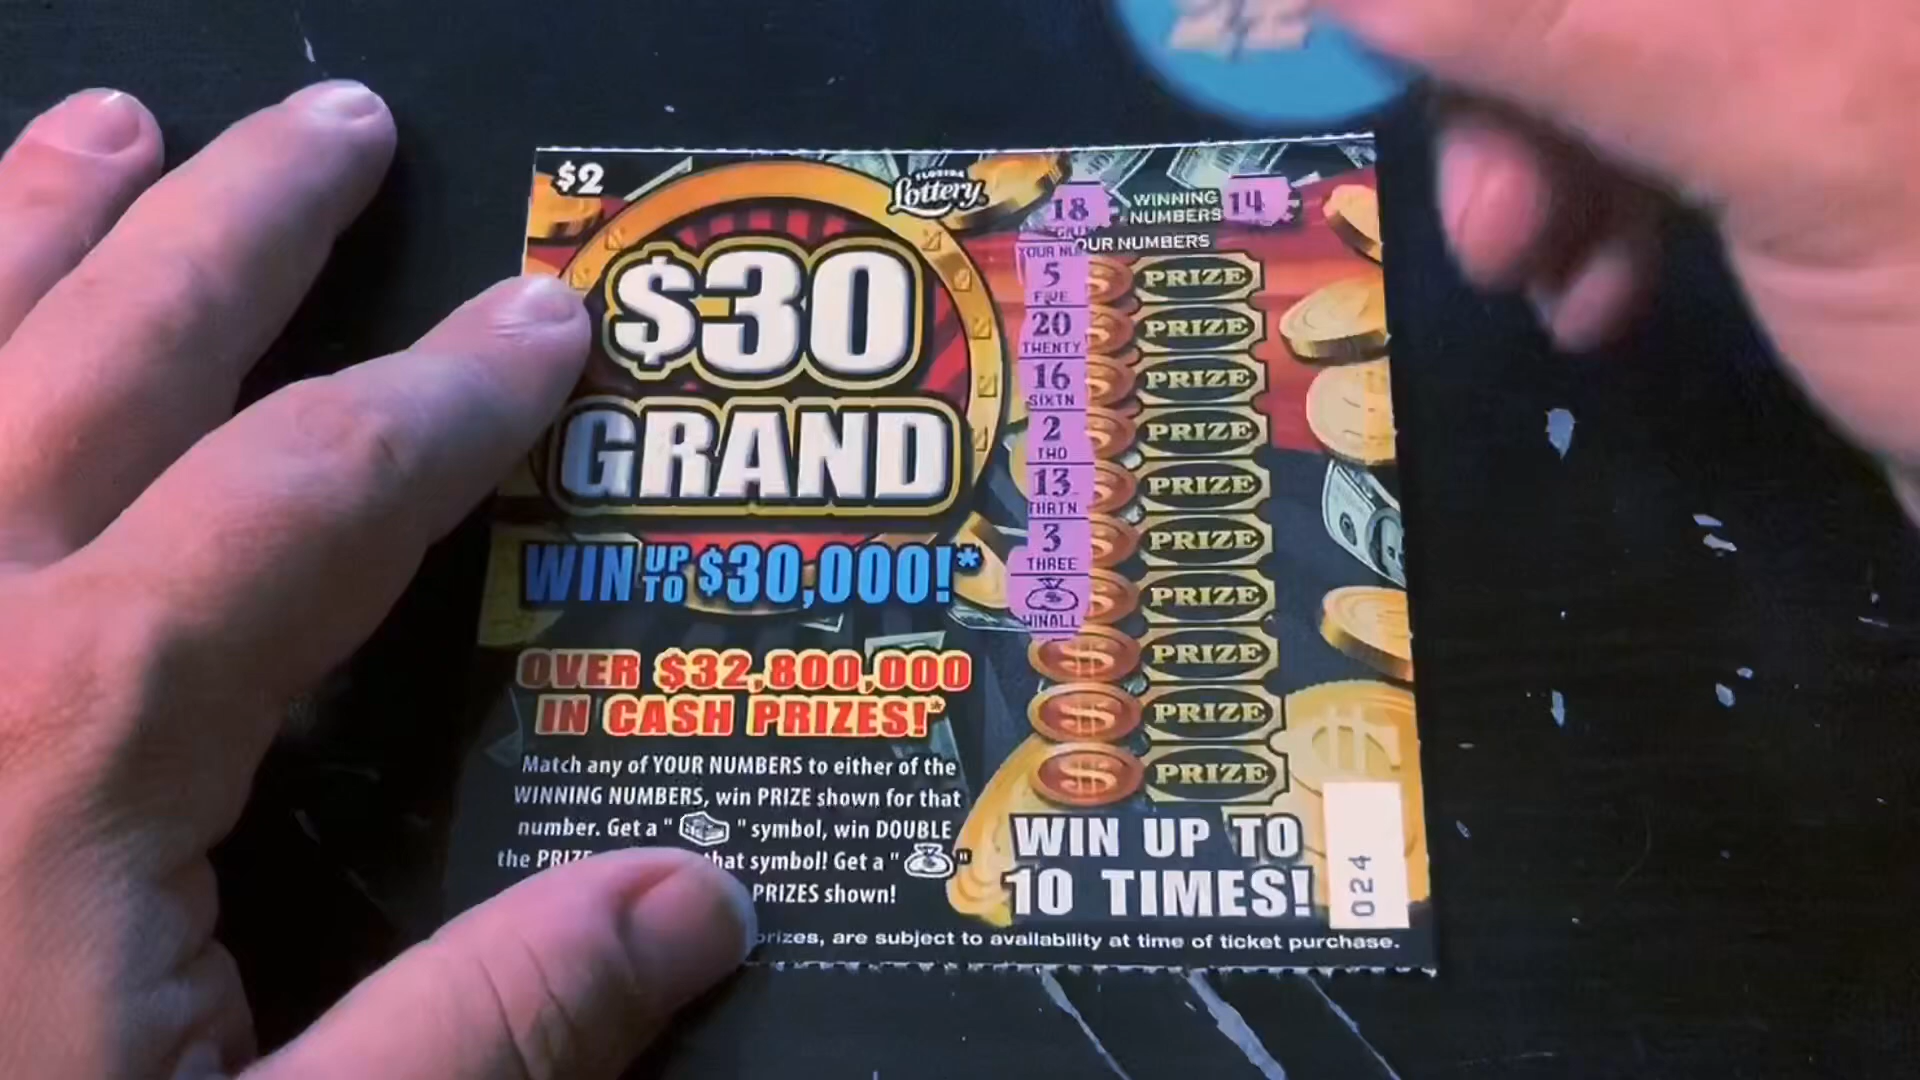 $2
FLORIDA
Lottery
$30
GRAND
WIN UP TO $30,000!*
OVER $32,800,000
IN CASH PRIZES!*
Match any of YOUR NUMBERS to either of the
WINNING NUMBERS, win PRIZE shown for that
number. Get a " " symbol, win DOUBLE
the that symbol! Get a " "
PRIZES shown!
prizes, are subject to availability at time of ticket purchase.
18 WINNING NUMBERS 14
YOUR NUMBERS
5 PRIZE
FIVE
20 PRIZE
TWENTY
16 PRIZE
SIXTN
2 PRIZE
TWO
13 PRIZE
THRTN
3 PRIZE
THREE
$ PRIZE
WINALL
$ PRIZE
$ PRIZE
$ PRIZE
WIN UP TO
10 TIMES!
024